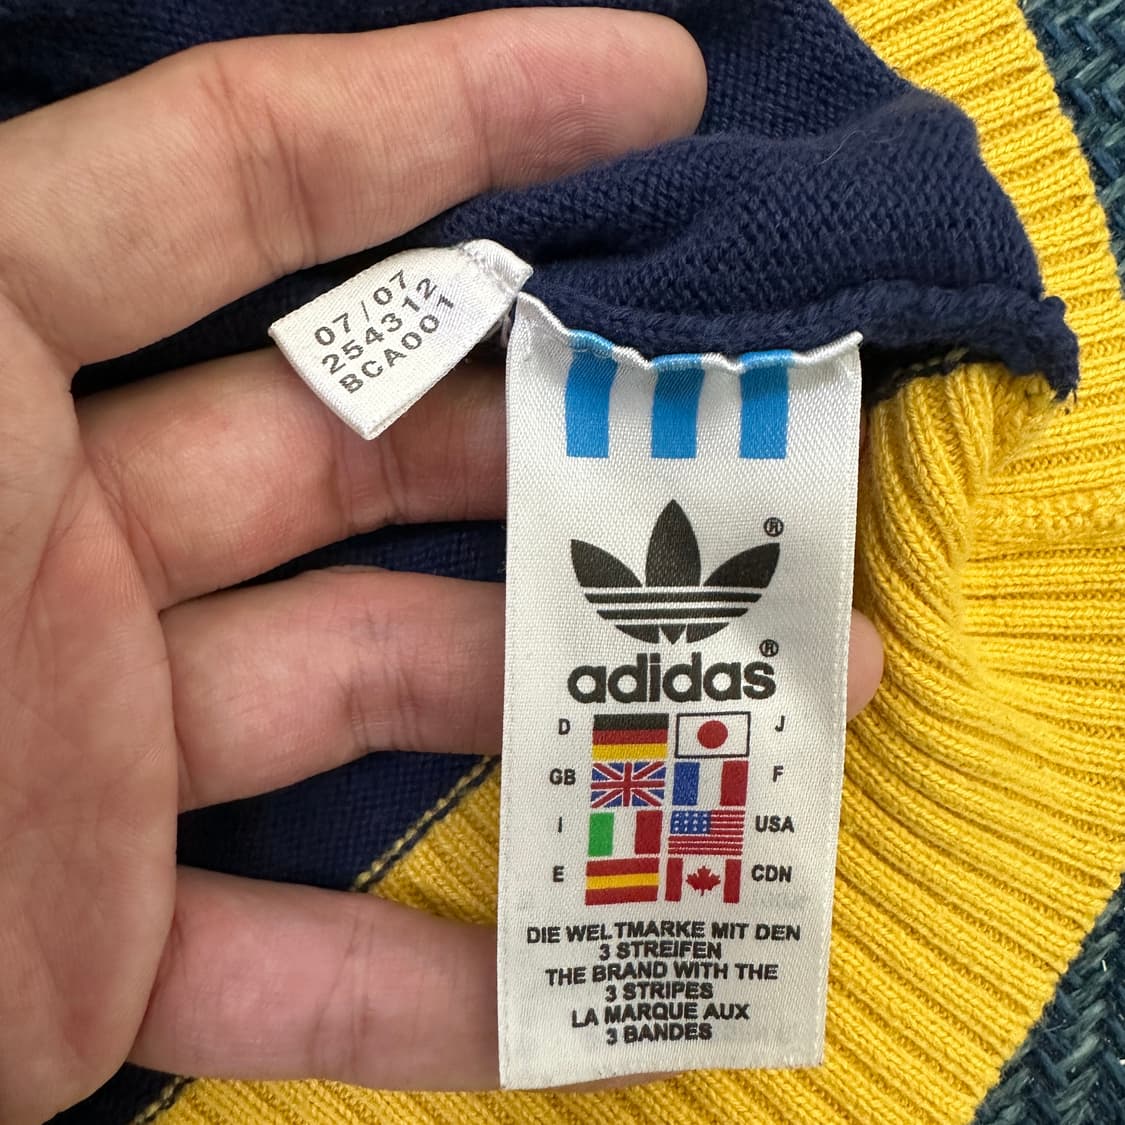 07/07
254312
BCA001
®
adidas®
D J
GB F
I USA
E CDN
DIE WELTMARKE MIT DEN
3 STREIFEN
THE BRAND WITH THE
3 STRIPES
LA MARQUE AUX
3 BANDES